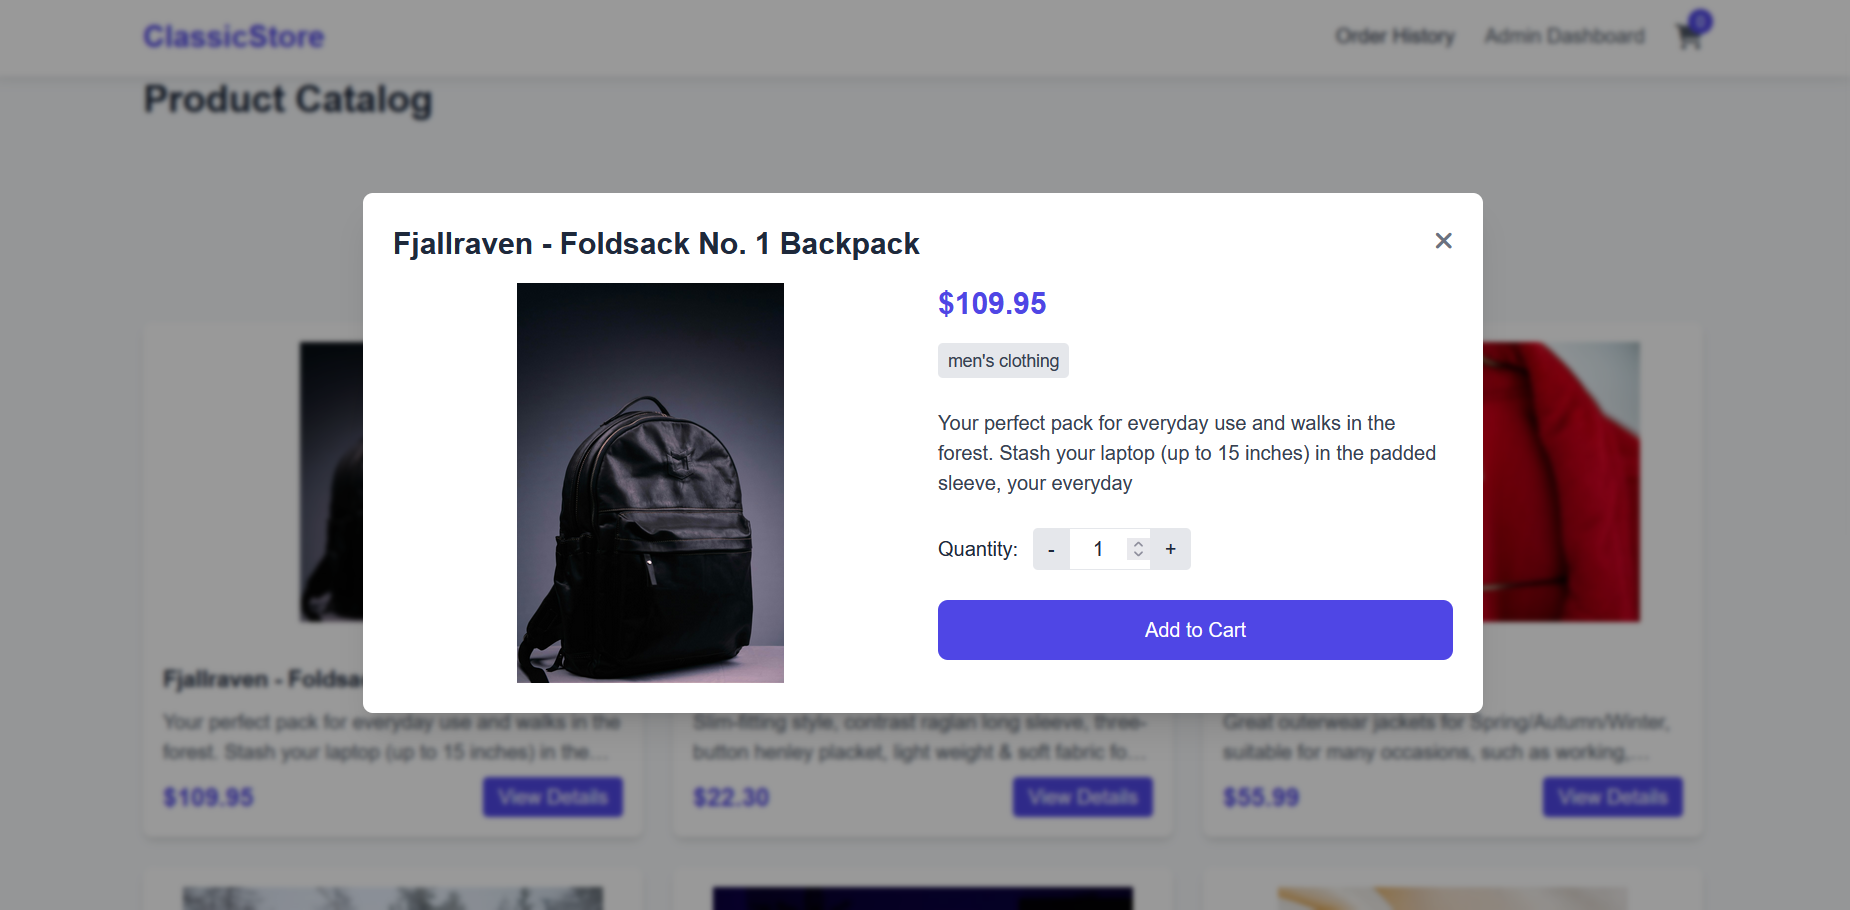 ClassicStore
Order History
Admin Dashboard
Product Catalog
Fjallraven - Foldsack No. 1 Backpack
$109.95
men's clothing
Your perfect pack for everyday use and walks in the
forest. Stash your laptop (up to 15 inches) in the padded
sleeve, your everyday
Quantity: - 1 +
Add to Cart
Fjallraven - Foldsa
Your perfect pack for everyday use and walks in the
forest. Stash your laptop (up to 15 inches) in the...
$109.95
View Details
Slim-fitting style, contrast raglan long sleeve, three-
button henley placket, light weight & soft fabric fo...
$22.30
View Details
Great outerwear jackets for Spring/Autumn/Winter,
suitable for many occasions, such as working,...
$55.99
View Details